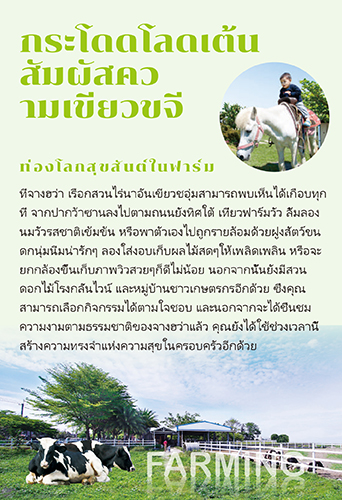 กระโดดโลดเต้น
สัมผัสคว
ามเขียวขจี
ท่องโลกสุขสันต์ในฟาร์ม
ที่จางฮว่า เรือกสวนไร่นาอันเขียวชอุ่มสามารถพบเห็นได้เกือบทุก
ที่ จากปากว้าซานลงไปตามถนนยังทิศใต้ เที่ยวฟาร์มวัว ลิ้มลอง
นมวัวรสชาติเข้มข้น หรือพาตัวเองไปถูกรายล้อมด้วยฝูงสัตว์ขน
ดกนุ่มนิ่มน่ารักๆ ลองไส่งอบเก็บผลไม้สดๆให้เพลิดเพลิน หรือจะ
ยกกล้องขึ้นเก็บภาพวิวสวยๆก็ดีไม่น้อย นอกจากนั้นยังมีสวน
ดอกไม้โรงกลั่นไวน์ และหมู่บ้านชาวเกษตรกรอีกด้วย ซึ่งคุณ
สามารถเลือกกิจกรรมได้ตามใจชอบ และนอกจากจะได้ชื่นชม
ความงามตามธรรมชาติของจางฮว่าแล้ว คุณยังได้ใช้ช่วงเวลานี้
สร้างความทรงจำแห่งความสุขในครอบครัวอีกด้วย
FARMING